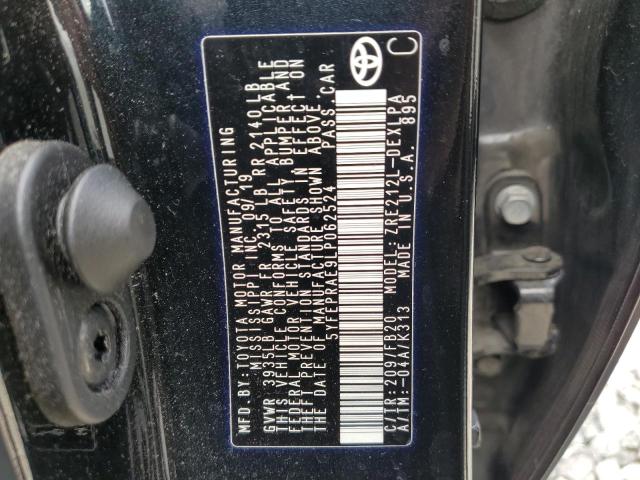 MFD. BY: TOYOTA MOTOR MANUFACTURING
MISSISSIPPI, INC. 09/19
GVWR 3935LB GAWR FR 2315 LB RR 2140 LB
THIS VEHICLE CONFORMS TO ALL APPLICABLE
FEDERAL MOTOR VEHICLE SAFETY, BUMPER, AND
THEFT PREVENTION STANDARDS IN EFFECT ON
THE DATE OF MANUFACTURE SHOWN ABOVE.
5YFEPRAE9LP062524 PASS. CAR
C/TR: 209/FB20 MODEL: ZRE212L-DEXLPA
A/TM: -04A/K313 MADE IN U.S.A. 895
C